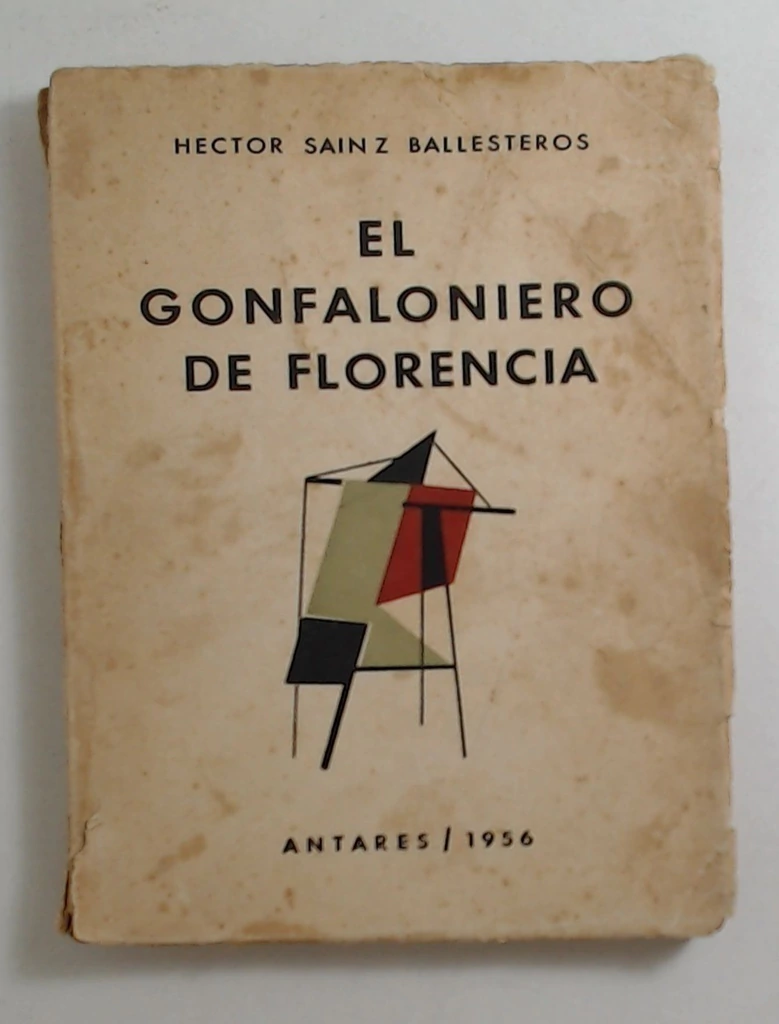 HECTOR SAINZ BALLESTEROS
EL
GONFALONIERO
DE FLORENCIA
ANTARES / 1956